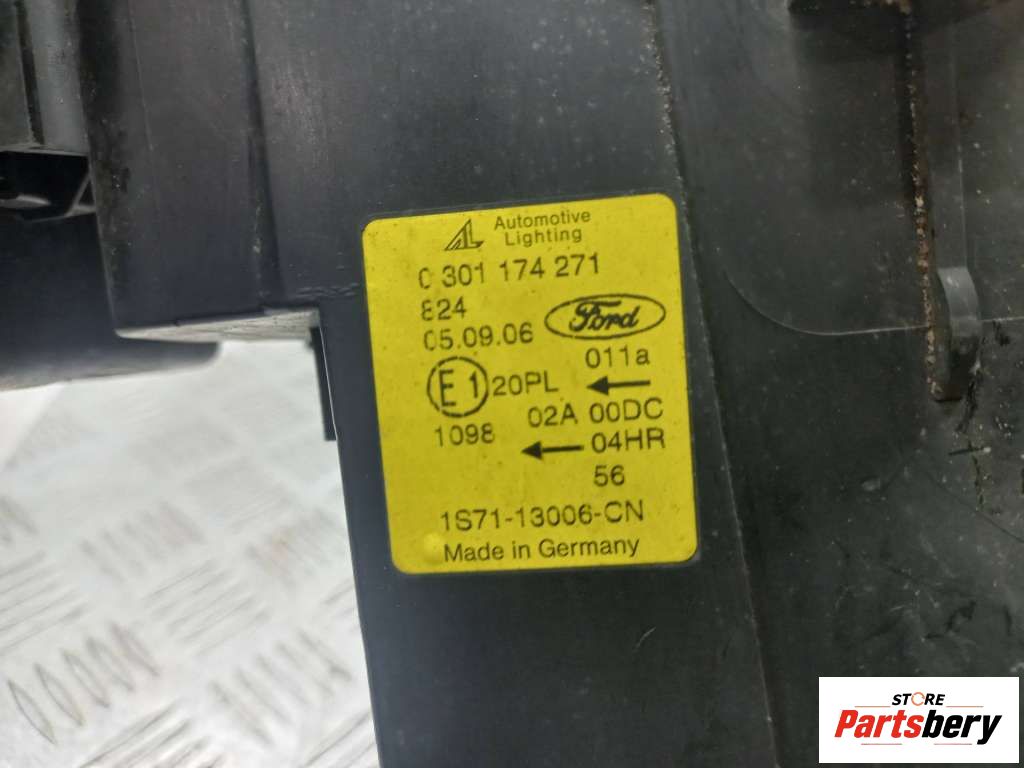 AL Automotive
Lighting
0 301 174 271
824
05.09.06 Ford
011a
E1 20PL ←
02A 00DC
1098 ← 04HR
56
1S71-13006-CN
Made in Germany
STORE
Partsbery